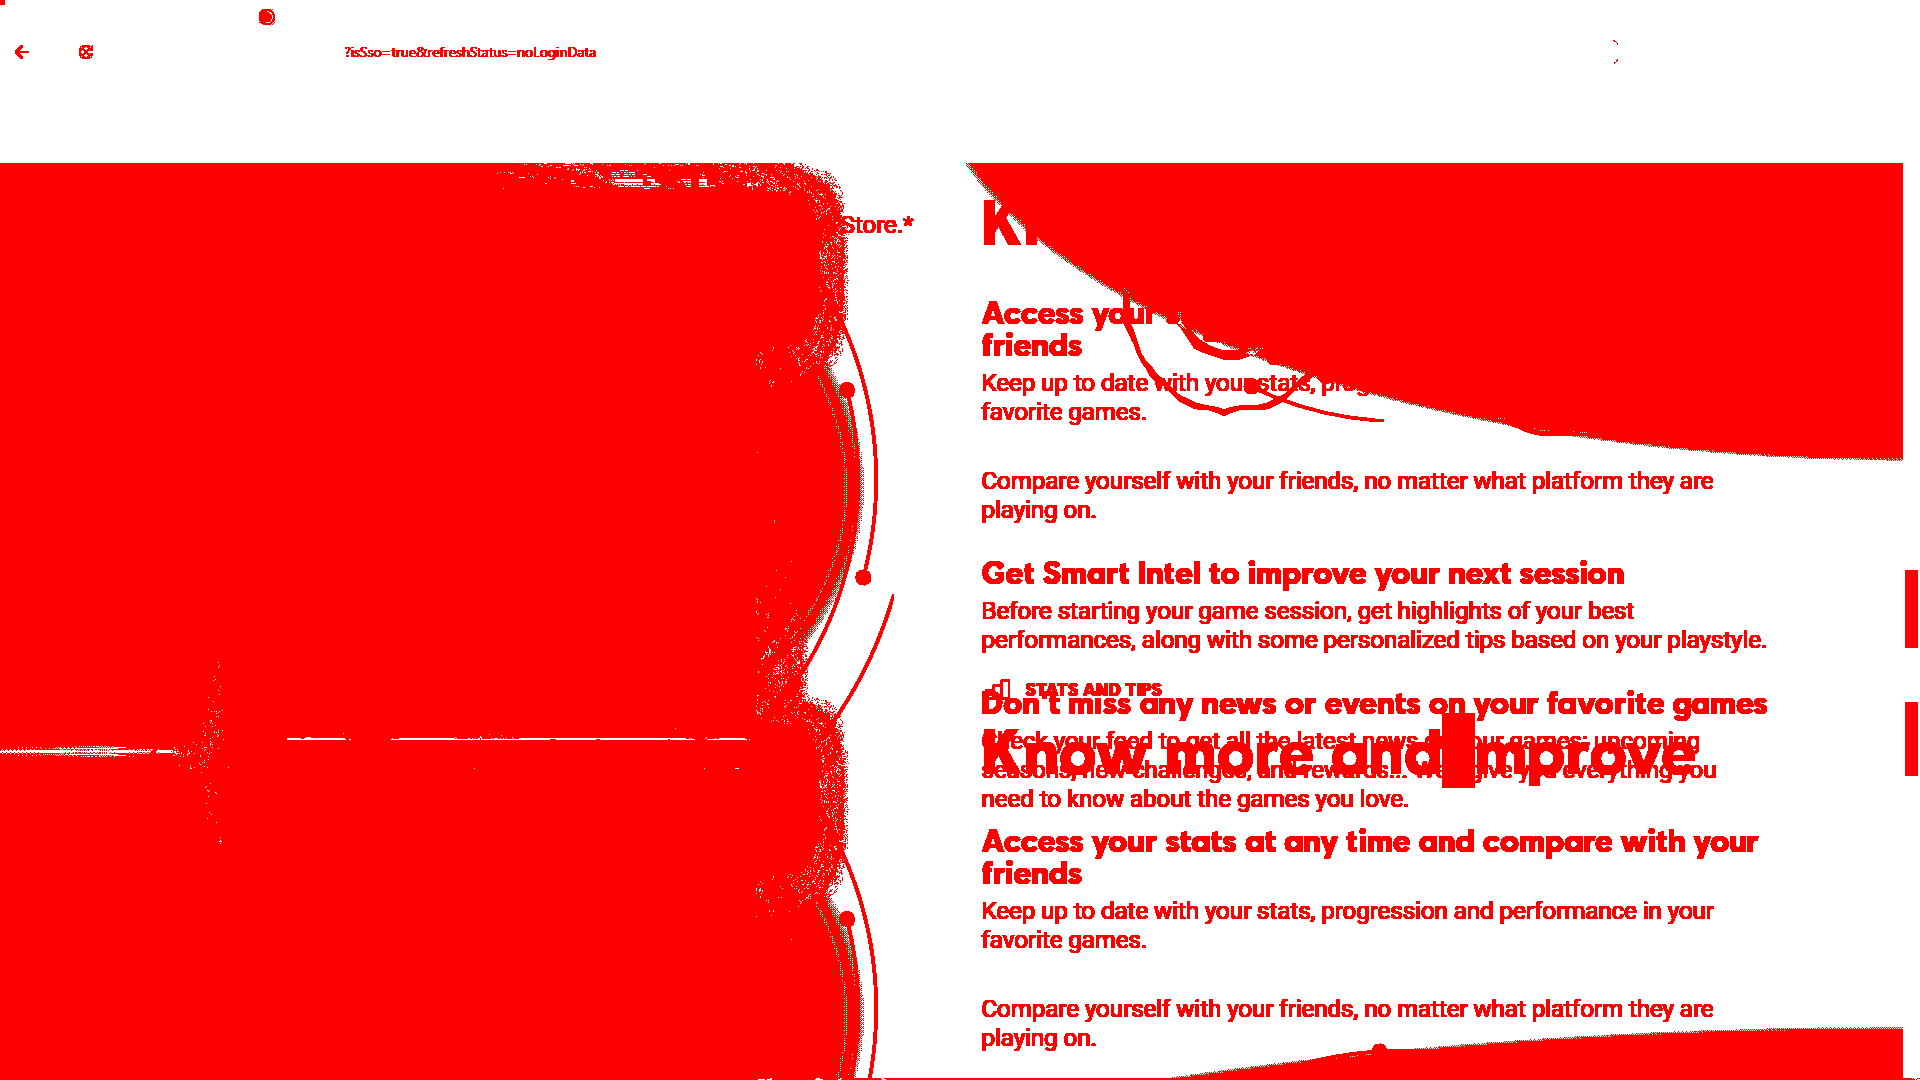 ?isSso=true&refreshStatus=noLoginData
Store.*
Access your
friends
Keep up to date with your stats,
favorite games.
Compare yourself with your friends, no matter what platform they are
playing on.
Get Smart Intel to improve your next session
Before starting your game session, get highlights of your best
performances, along with some personalized tips based on your playstyle.
STATS AND TIPS
Don't miss any news or events on your favorite games
Check your feed to get all the latest news your games: upcoming
Know more and improve
seasons, new challenges, and rewards... give you everything you
need to know about the games you love.
Access your stats at any time and compare with your
friends
Keep up to date with your stats, progression and performance in your
favorite games.
Compare yourself with your friends, no matter what platform they are
playing on.